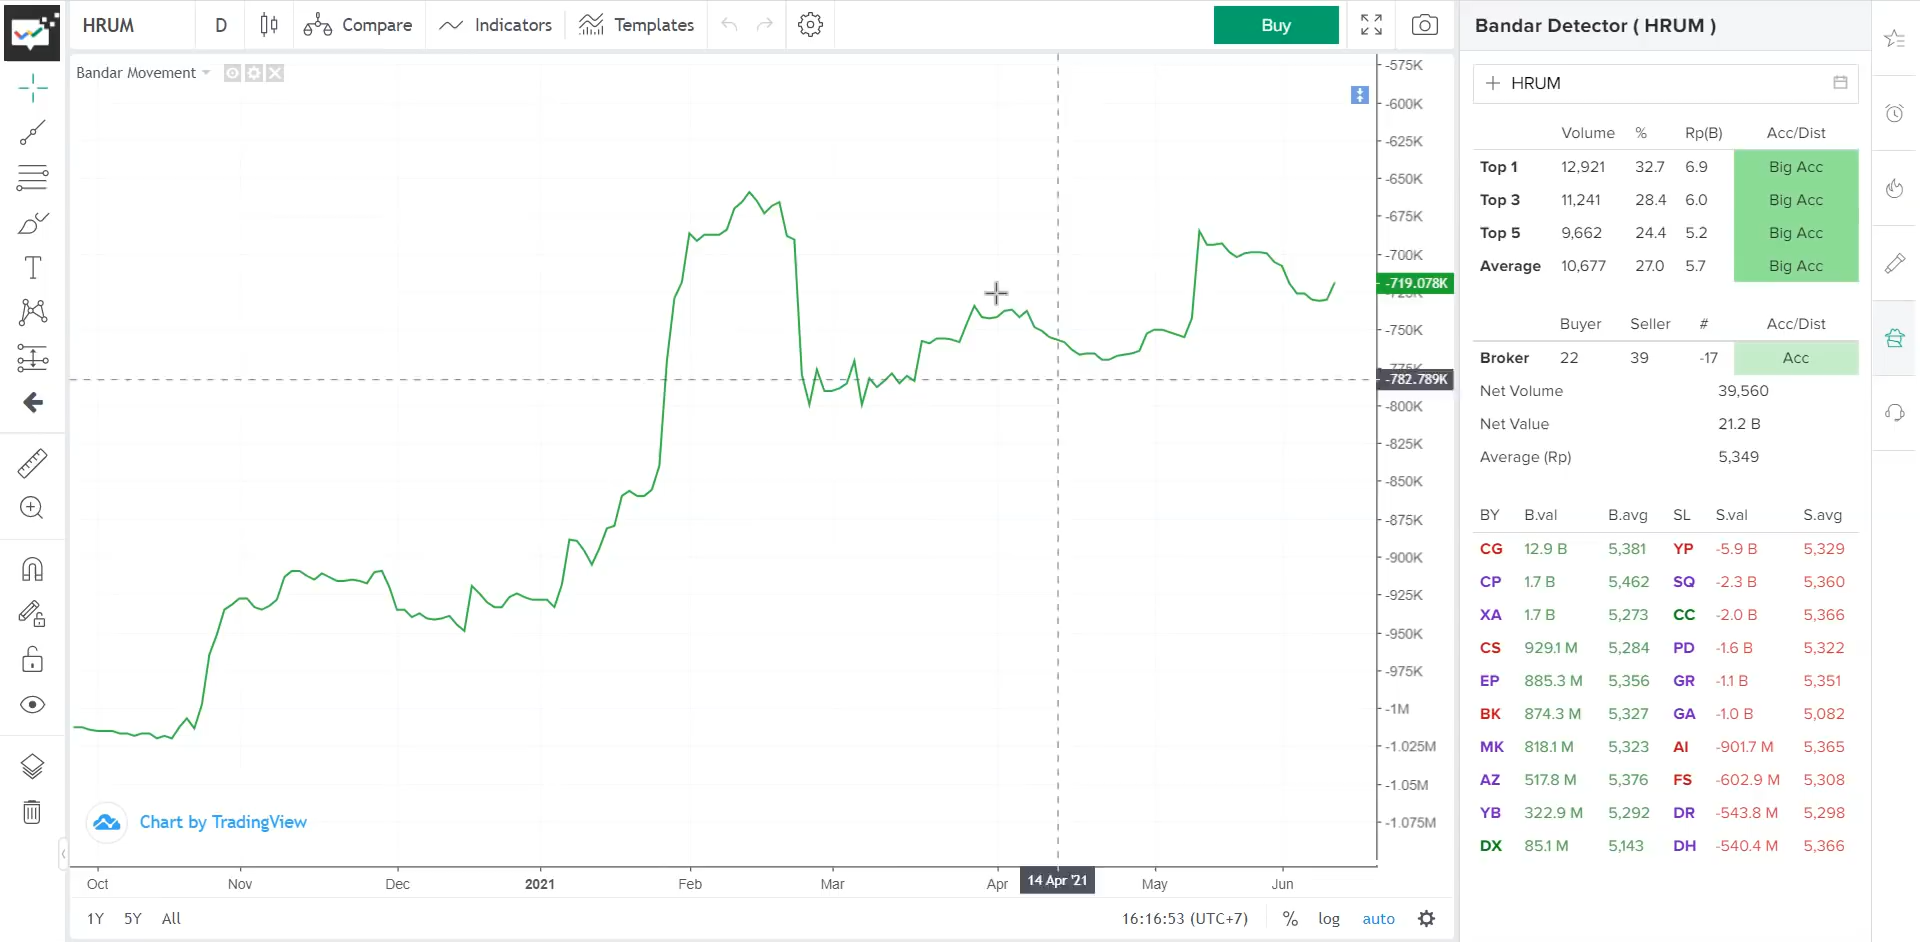 HRUM D Compare Indicators Templates Buy
Bandar Movement
-575K
-600K
-625K
-650K
-675K
-700K
-719.078K
-750K
-782.789K
-800K
-825K
-850K
-875K
-900K
-925K
-950K
-975K
-1M
-1.025M
-1.05M
-1.075M
Chart by TradingView
Oct Nov Dec 2021 Feb Mar Apr 14 Apr '21 May Jun
1Y 5Y All 16:16:53 (UTC+7) % log auto
Bandar Detector ( HRUM )
HRUM
Volume % Rp(B) Acc/Dist
Top 1 12,921 32.7 6.9 Big Acc
Top 3 11,241 28.4 6.0 Big Acc
Top 5 9,662 24.4 5.2 Big Acc
Average 10,677 27.0 5.7 Big Acc
Buyer Seller # Acc/Dist
Broker 22 39 -17 Acc
Net Volume 39,560
Net Value 21.2 B
Average (Rp) 5,349
BY B.val B.avg SL S.val S.avg
CG 12.9 B 5,381 YP -5.9 B 5,329
CP 1.7 B 5,462 SQ -2.3 B 5,360
XA 1.7 B 5,273 CC -2.0 B 5,366
CS 929.1 M 5,284 PD -1.6 B 5,322
EP 885.3 M 5,356 GR -1.1 B 5,351
BK 874.3 M 5,327 GA -1.0 B 5,082
MK 818.1 M 5,323 AI -901.7 M 5,365
AZ 517.8 M 5,376 FS -602.9 M 5,308
YB 322.9 M 5,292 DR -543.8 M 5,298
DX 85.1 M 5,143 DH -540.4 M 5,366